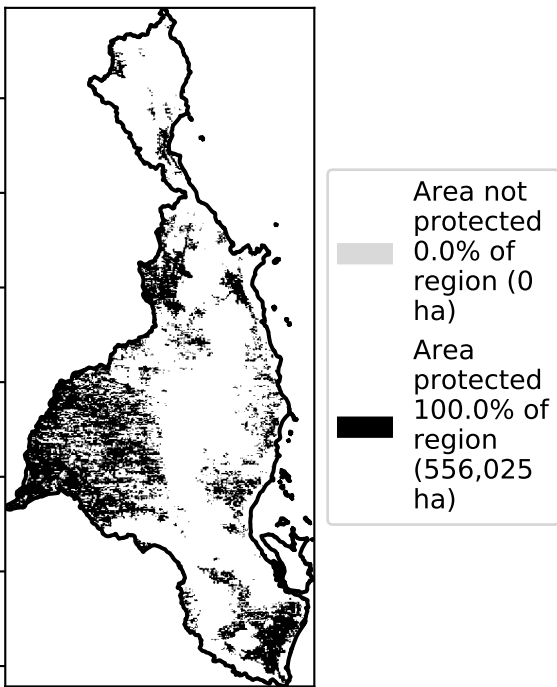 Area not
protected
0.0% of
region (0
ha)
Area
protected
100.0% of
region
(556,025
ha)